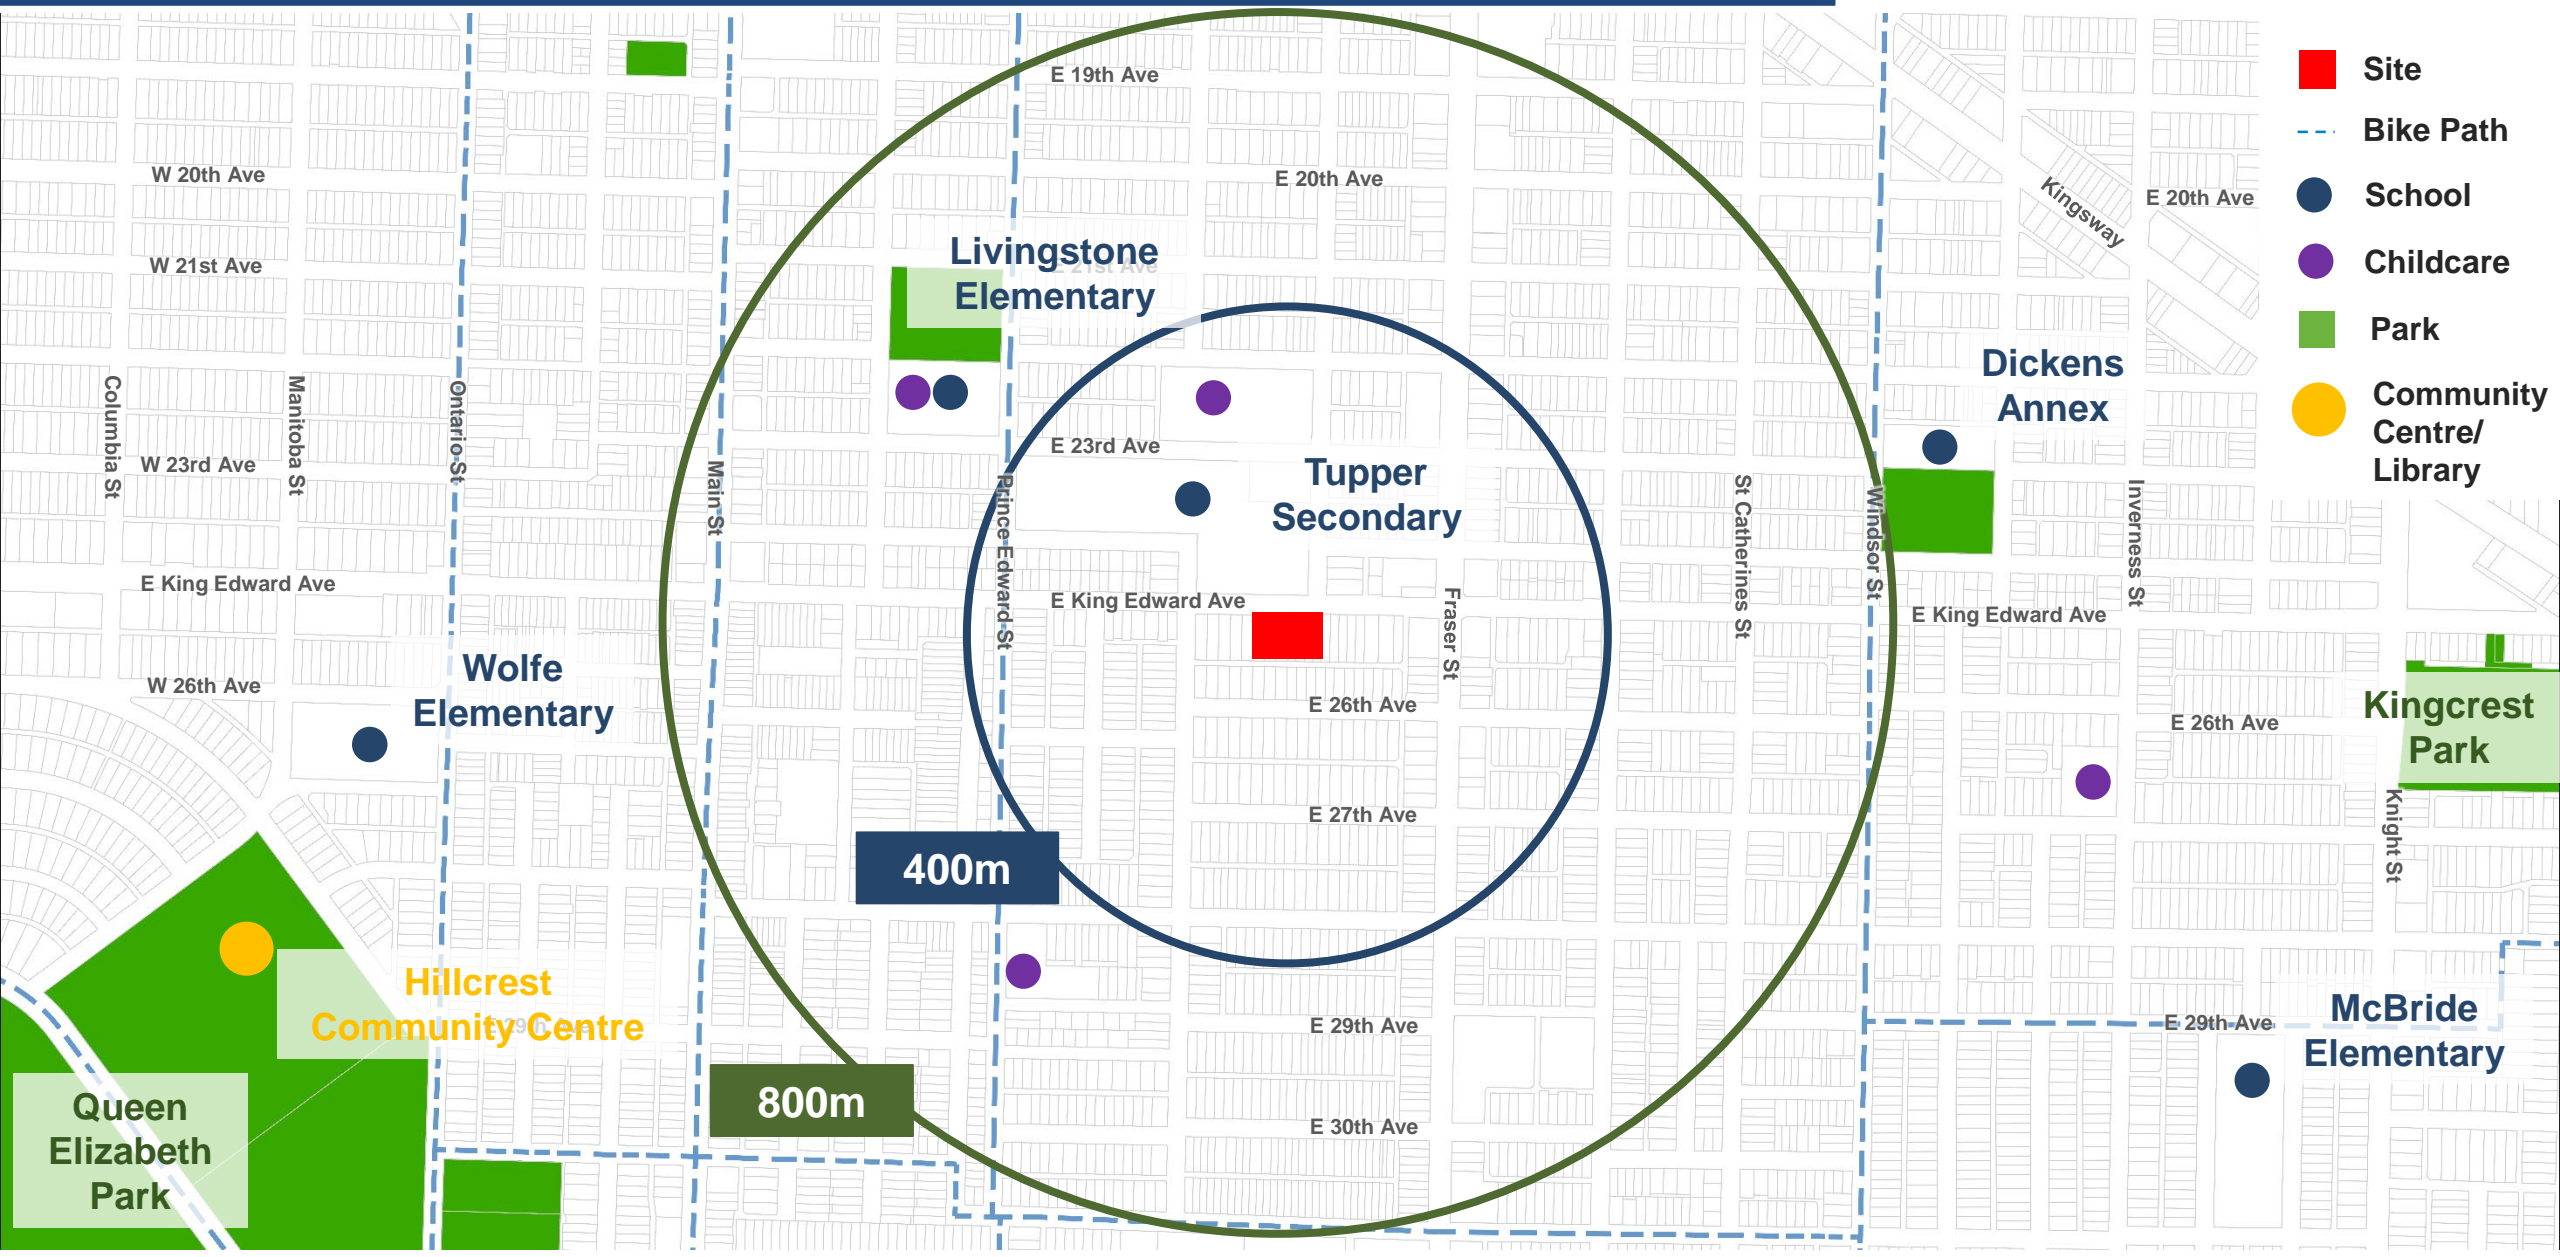 E 19th Ave
W 20th Ave
E 20th Ave
Kingsway
E 20th Ave
W 21st Ave
E 21st Ave
Livingstone
Elementary
Site
Bike Path
School
Childcare
Park
Community
Centre/
Library
Dickens
Annex
Columbia St
Manitoba St
Ontario St
Main St
Prince Edward St
Fraser St
St Catherines St
Windsor St
Inverness St
Knight St
W 23rd Ave
E 23rd Ave
Tupper
Secondary
E King Edward Ave
E King Edward Ave
E King Edward Ave
Wolfe
Elementary
W 26th Ave
E 26th Ave
E 26th Ave
Kingcrest
Park
E 27th Ave
400m
Hillcrest
Community Centre
E 29th Ave
E 29th Ave
E 29th Ave
McBride
Elementary
800m
Queen
Elizabeth
Park
E 30th Ave